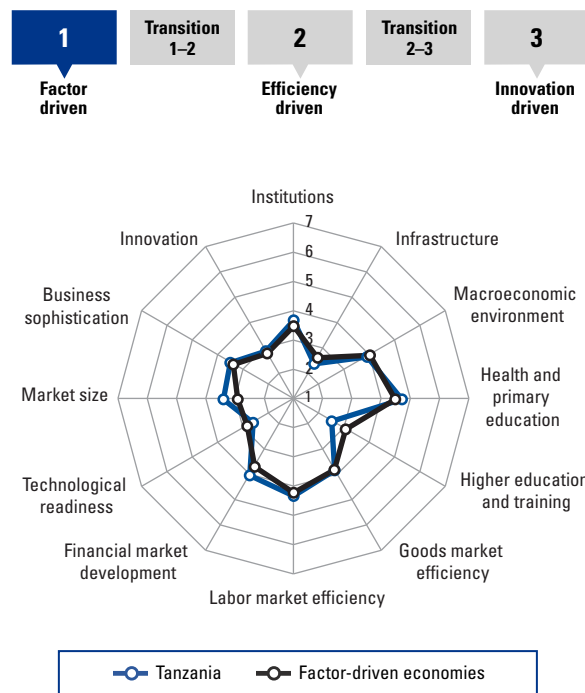 1
Transition
1–2
2
Transition
2–3
3
Factor
driven
Efficiency
driven
Innovation
driven
Institutions
7
Innovation
6
Infrastructure
5
Business
sophistication
4
Macroeconomic
environment
3
2
Market size
1
Health and
primary
education
Technological
readiness
Higher education
and training
Financial market
development
Goods market
efficiency
Labor market efficiency
Tanzania
Factor-driven economies